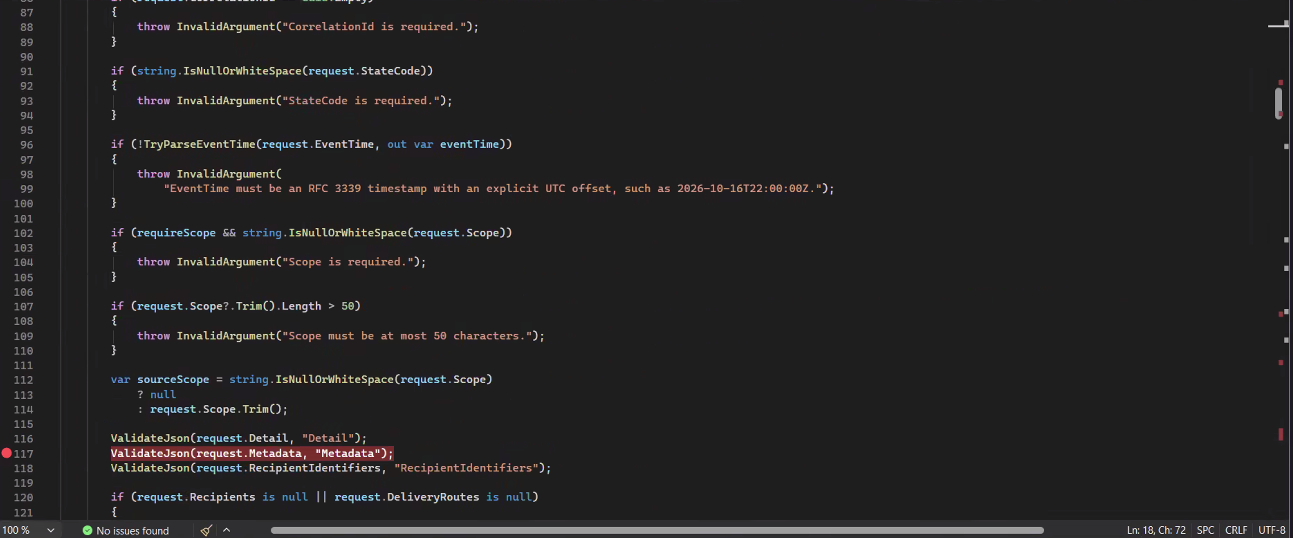 87 {
88 throw InvalidArgument("CorrelationId is required.");
89 }
90
91 if (string.IsNullOrWhiteSpace(request.StateCode))
92 {
93 throw InvalidArgument("StateCode is required.");
94 }
95
96 if (!TryParseEventTime(request.EventTime, out var eventTime))
97 {
98 throw InvalidArgument(
99 "EventTime must be an RFC 3339 timestamp with an explicit UTC offset, such as 2026-10-16T22:00:00Z.");
100 }
101
102 if (requireScope && string.IsNullOrWhiteSpace(request.Scope))
103 {
104 throw InvalidArgument("Scope is required.");
105 }
106
107 if (request.Scope?.Trim().Length > 50)
108 {
109 throw InvalidArgument("Scope must be at most 50 characters.");
110 }
111
112 var sourceScope = string.IsNullOrWhiteSpace(request.Scope)
113 ? null
114 : request.Scope.Trim();
115
116 ValidateJson(request.Detail, "Detail");
117 ValidateJson(request.Metadata, "Metadata");
118 ValidateJson(request.RecipientIdentifiers, "RecipientIdentifiers");
119
120 if (request.Recipients is null || request.DeliveryRoutes is null)
121 {
100 % No issues found Ln: 18, Ch: 72 SPC CRLF UTF-8